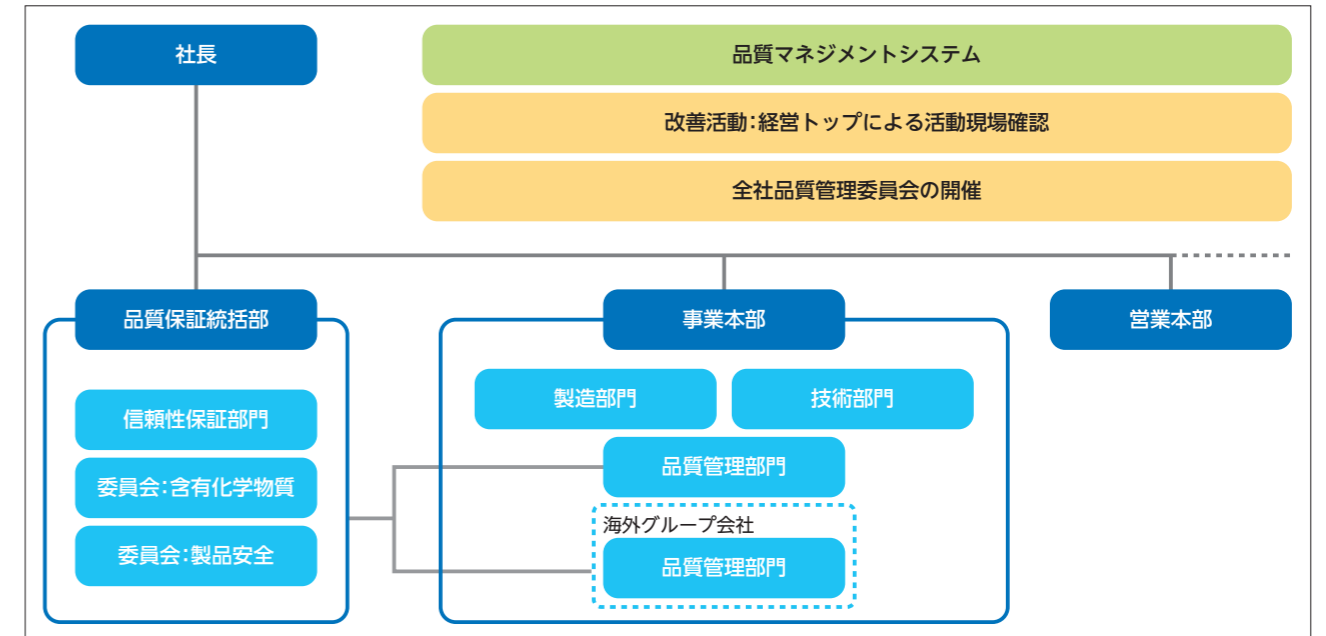 社長
品質マネジメントシステム
改善活動:経営トップによる活動現場確認
全社品質管理委員会の開催
品質保証統括部
事業本部
営業本部
信頼性保証部門
委員会:含有化学物質
委員会:製品安全
製造部門
技術部門
品質管理部門
海外グループ会社
品質管理部門